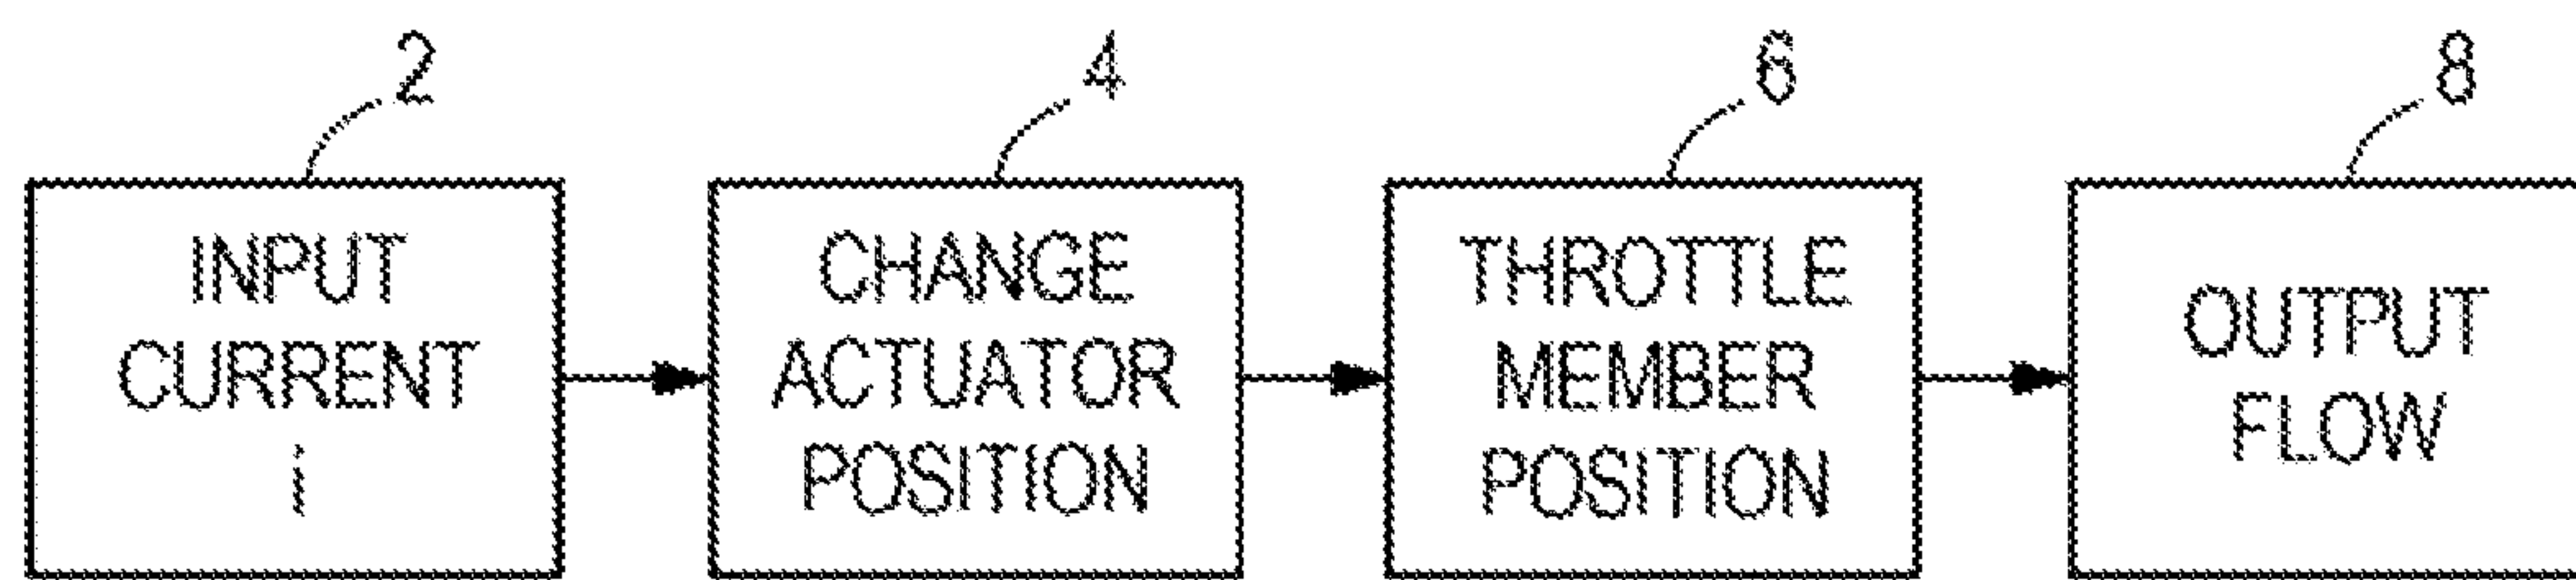 2
4
6
8
INPUT
CURRENT
i
CHANGE
ACTUATOR
POSITION
THROTTLE
MEMBER
POSITION
OUTPUT
FLOW